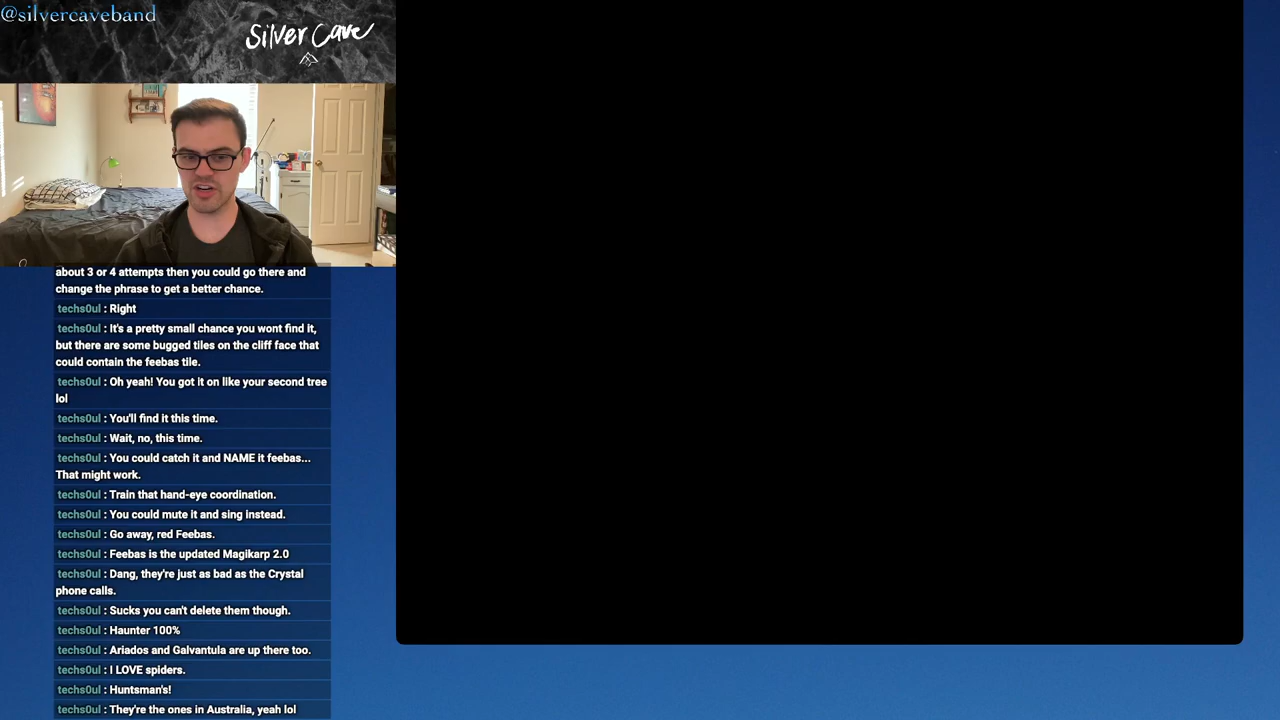 @silvercaveband
Silver Cave
about 3 or 4 attempts then you could go there and
change the phrase to get a better chance.
techs0ul : Right
techs0ul : It's a pretty small chance you wont find it,
but there are some bugged tiles on the cliff face that
could contain the feebas tile.
techs0ul : Oh yeah! You got it on like your second tree
lol
techs0ul : You'll find it this time.
techs0ul : Wait, no, this time.
techs0ul : You could catch it and NAME it feebas...
That might work.
techs0ul : Train that hand-eye coordination.
techs0ul : You could mute it and sing instead.
techs0ul : Go away, red Feebas.
techs0ul : Feebas is the updated Magikarp 2.0
techs0ul : Dang, they're just as bad as the Crystal
phone calls.
techs0ul : Sucks you can't delete them though.
techs0ul : Haunter 100%
techs0ul : Ariados and Galvantula are up there too.
techs0ul : I LOVE spiders.
techs0ul : Huntsman's!
techs0ul : They're the ones in Australia, yeah lol